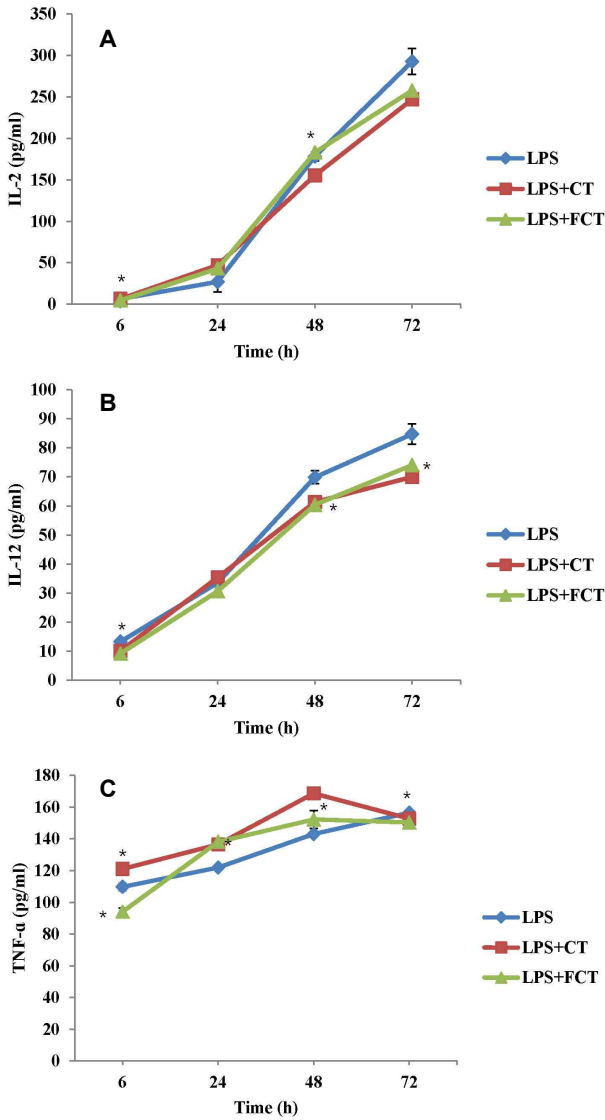 A
350
300
250
200
150
100
50
0
IL-2 (pg/ml)
*
*
6 24 48 72
Time (h)
LPS
LPS+CT
LPS+FCT
B
100
90
80
70
60
50
40
30
20
10
0
IL-12 (pg/ml)
*
*
*
6 24 48 72
Time (h)
LPS
LPS+CT
LPS+FCT
C
180
160
140
120
100
80
60
40
20
0
TNF-α (pg/ml)
*
*
*
*
*
6 24 48 72
Time (h)
LPS
LPS+CT
LPS+FCT